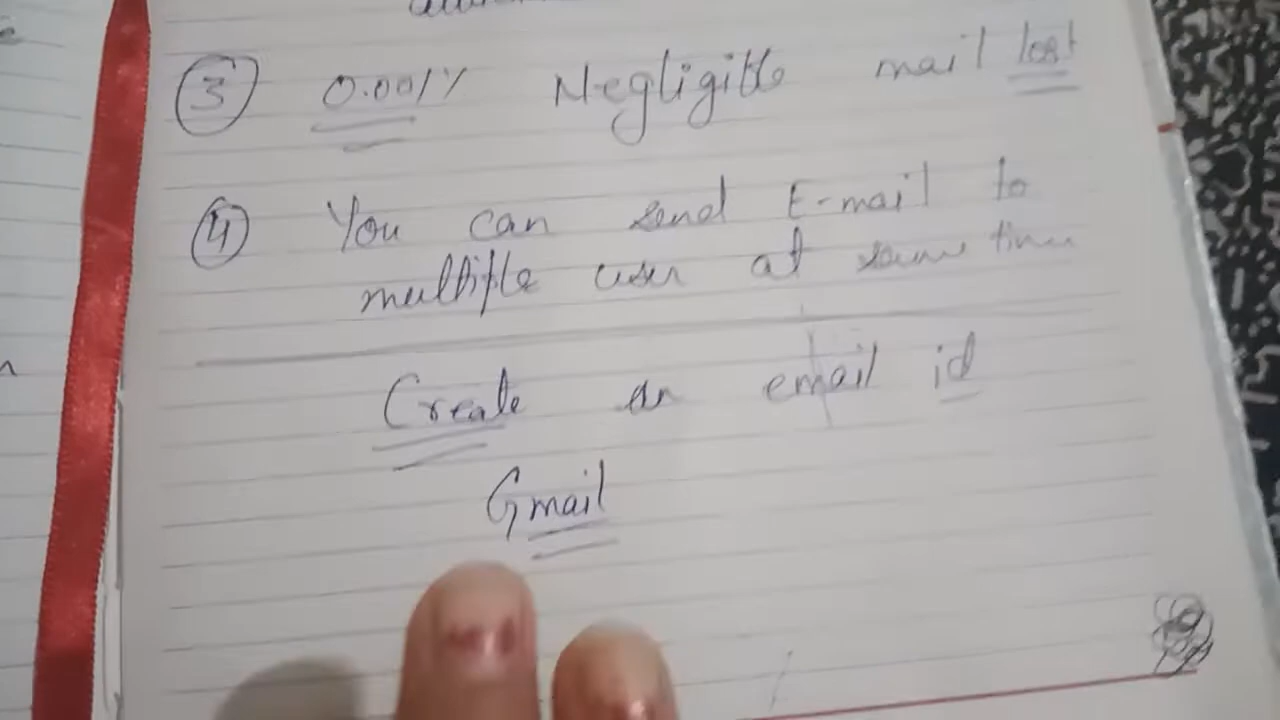 ③ 0.001% Negligible mail lost
④ You can send E-mail to
multiple user at same time
Create an email id
Gmail